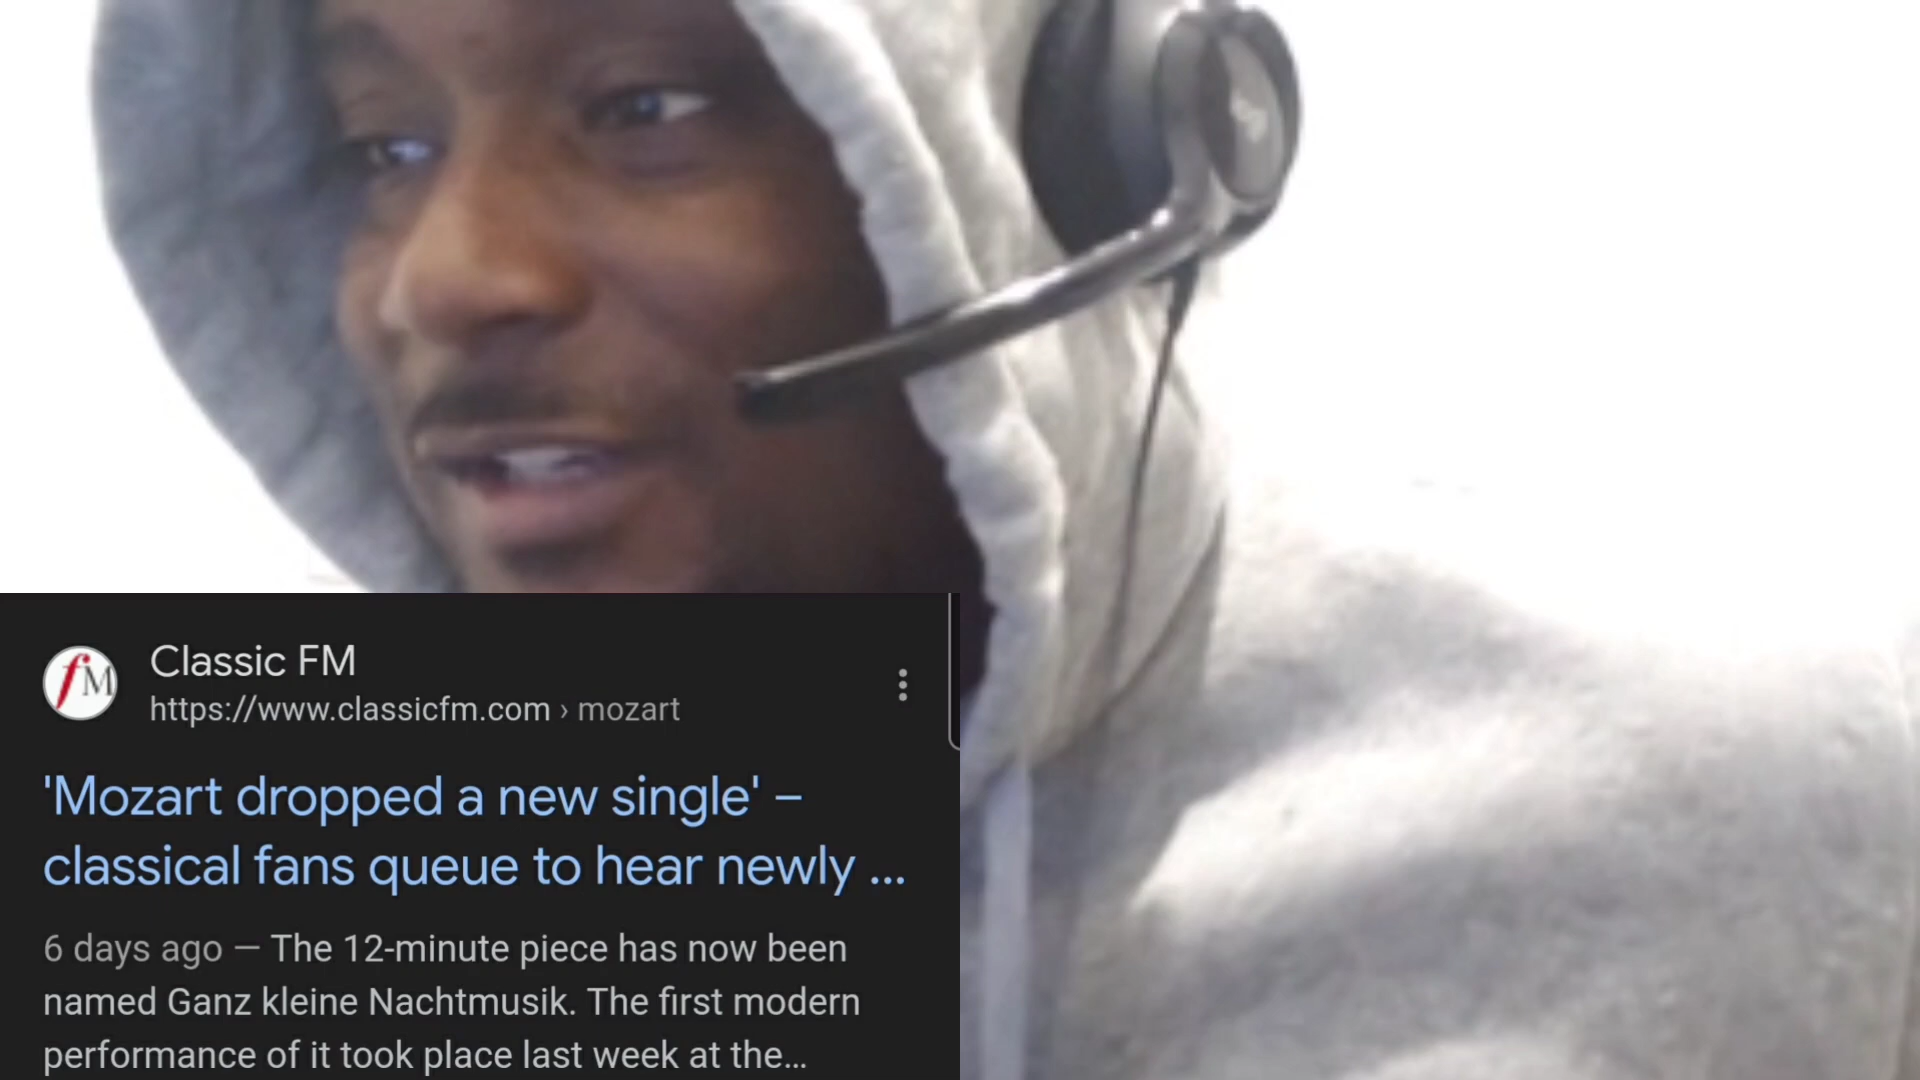 fM
Classic FM
https://www.classicfm.com › mozart
'Mozart dropped a new single' –
classical fans queue to hear newly ...
6 days ago — The 12-minute piece has now been
named Ganz kleine Nachtmusik. The first modern
performance of it took place last week at the...